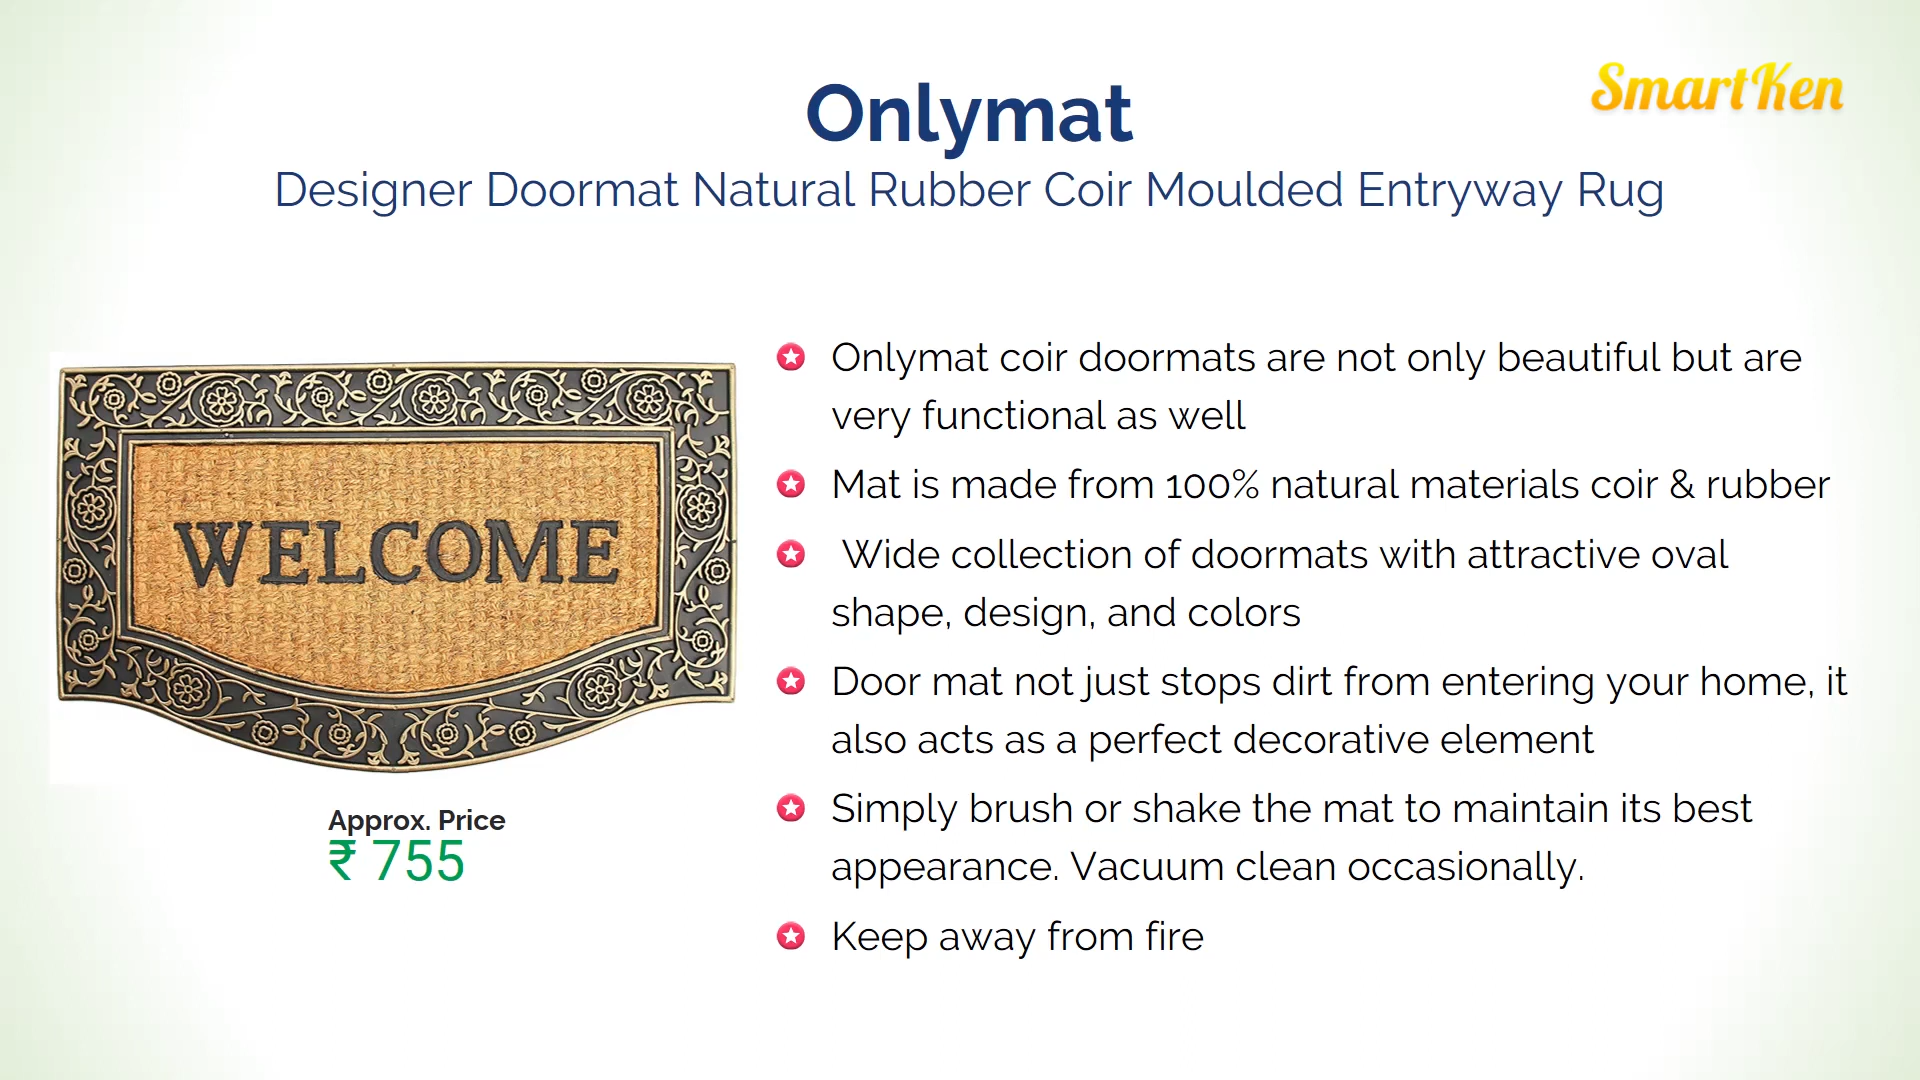 SmartKen
Onlymat
Designer Doormat Natural Rubber Coir Moulded Entryway Rug
WELCOME
Approx. Price
₹ 755
Onlymat coir doormats are not only beautiful but are
very functional as well
Mat is made from 100% natural materials coir & rubber
Wide collection of doormats with attractive oval
shape, design, and colors
Door mat not just stops dirt from entering your home, it
also acts as a perfect decorative element
Simply brush or shake the mat to maintain its best
appearance. Vacuum clean occasionally.
Keep away from fire